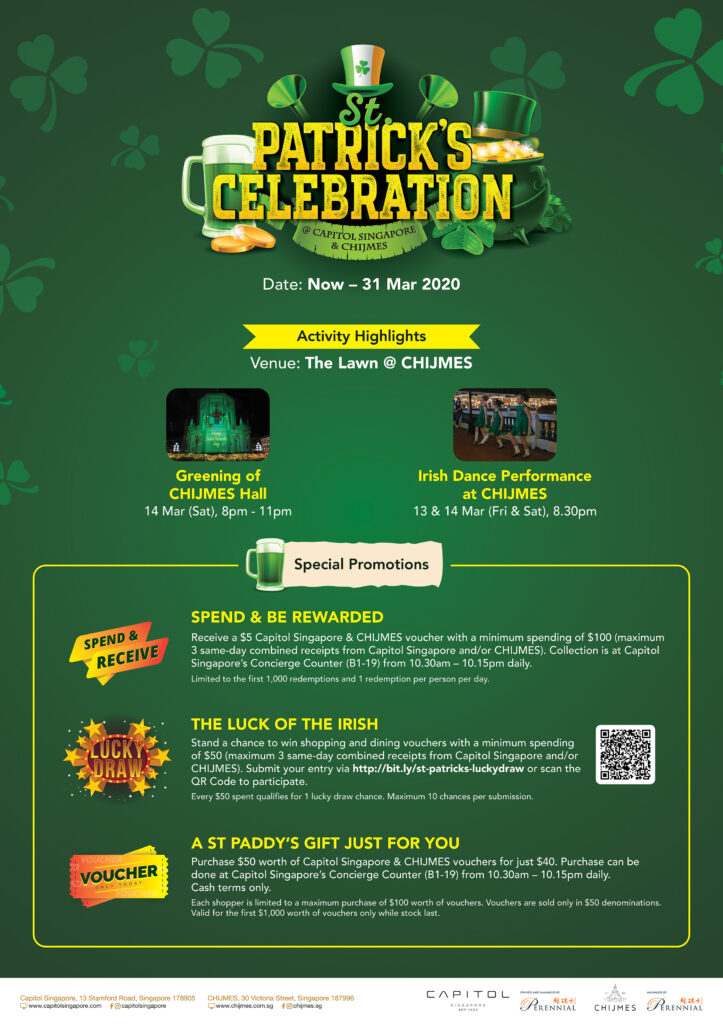 St.
PATRICK'S
CELEBRATION
@ CAPITOL SINGAPORE
& CHIJMES
Date: Now – 31 Mar 2020
Activity Highlights
Venue: The Lawn @ CHIJMES
Greening of
CHIJMES Hall
14 Mar (Sat), 8pm - 11pm
Irish Dance Performance
at CHIJMES
13 & 14 Mar (Fri & Sat), 8.30pm
Special Promotions
SPEND &
RECEIVE
SPEND & BE REWARDED
Receive a $5 Capitol Singapore & CHIJMES voucher with a minimum spending of $100 (maximum
3 same-day combined receipts from Capitol Singapore and/or CHIJMES). Collection is at Capitol
Singapore's Concierge Counter (B1-19) from 10.30am – 10.15pm daily.
Limited to the first 1,000 redemptions and 1 redemption per person per day.
LUCKY
DRAW
THE LUCK OF THE IRISH
Stand a chance to win shopping and dining vouchers with a minimum spending
of $50 (maximum 3 same-day combined receipts from Capitol Singapore and/or
CHIJMES). Submit your entry via http://bit.ly/st-patricks-luckydraw or scan the
QR Code to participate.
Every $50 spent qualifies for 1 lucky draw chance. Maximum 10 chances per submission.
VOUCHER
VOUCHER
ONLY TODAY
VOUCHER
A ST PADDY'S GIFT JUST FOR YOU
Purchase $50 worth of Capitol Singapore & CHIJMES vouchers for just $40. Purchase can be
done at Capitol Singapore's Concierge Counter (B1-19) from 10.30am – 10.15pm daily.
Cash terms only.
Each shopper is limited to a maximum purchase of $100 worth of vouchers. Vouchers are sold only in $50 denominations.
Valid for the first $1,000 worth of vouchers only while stock last.
Capitol Singapore, 13 Stamford Road, Singapore 178905
www.capitolsingapore.com capitolsingapore
CHIJMES, 30 Victoria Street, Singapore 187996
www.chijmes.com.sg chijmes.sg
CAPITOL
SINGAPORE
OWNED AND MANAGED BY
PERENNIAL
CHIJMES
MANAGED BY
PERENNIAL